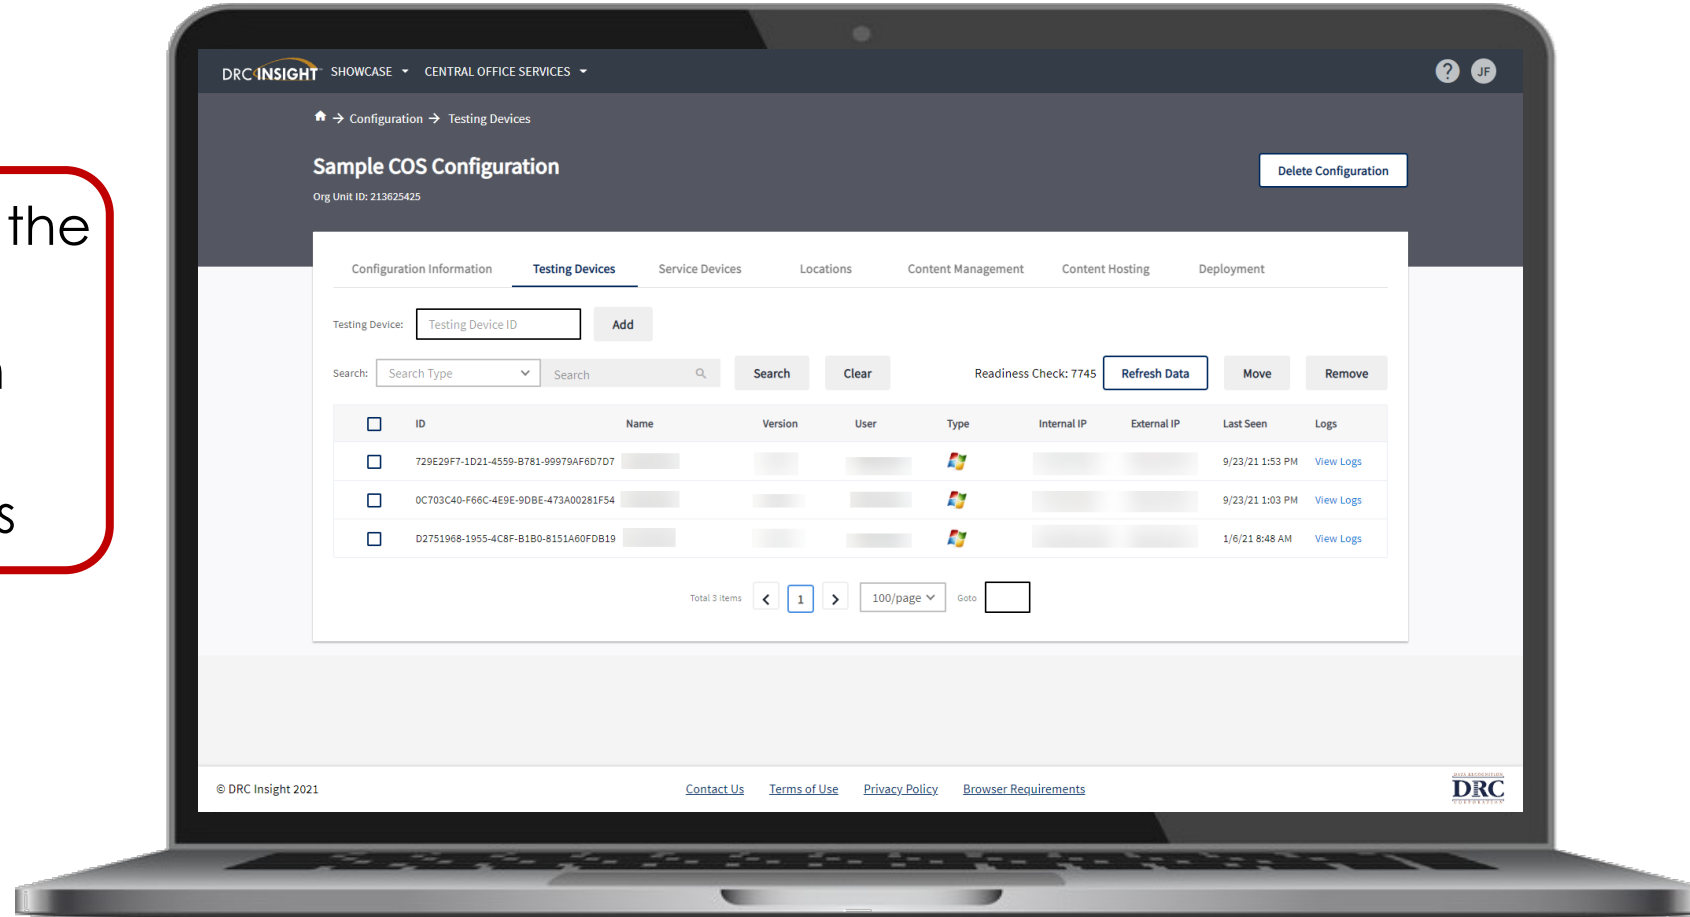 the
s
DRC INSIGHT SHOWCASE CENTRAL OFFICE SERVICES ? JF
Configuration Testing Devices
Sample COS Configuration
Delete Configuration
Org Unit ID: 213625425
Configuration Information Testing Devices Service Devices Locations Content Management Content Hosting Deployment
Testing Device: Testing Device ID Add
Search: Search Type Search Search Clear Readiness Check: 7745 Refresh Data Move Remove
ID Name Version User Type Internal IP External IP Last Seen Logs
729E29F7-1D21-4559-B781-99979AF6D7D7 9/23/21 1:53 PM View Logs
0C703C40-F66C-4E9E-9DBE-473A00281F54 9/23/21 1:03 PM View Logs
D2751968-1955-4C8F-B1B0-8151A60FDB19 1/6/21 8:48 AM View Logs
Total 3 items 1 100/page Goto
© DRC Insight 2021 Contact Us Terms of Use Privacy Policy Browser Requirements
DATA RECOGNITION
DRC
CORPORATION